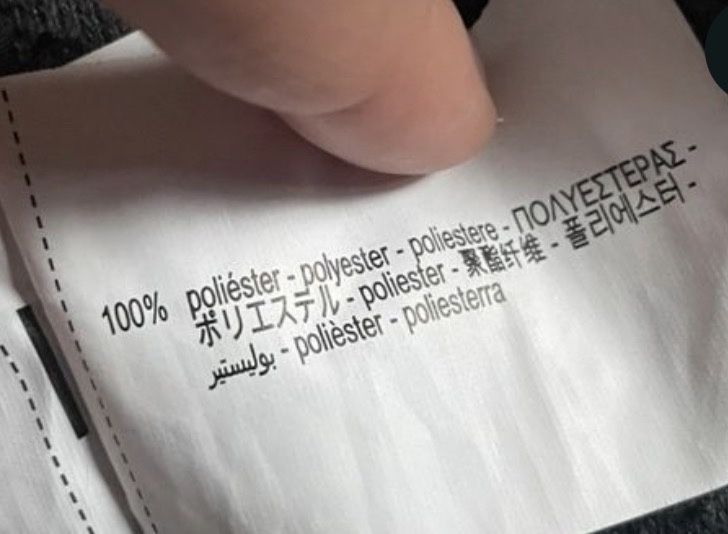 100% poliéster - polyester - poliestere - ΠΟΛΥΕΣΤΕΡΑΣ -
ポリエステル - poliester - 聚酯纤维 - 폴리에스터 -
بوليستير - polièster - poliesterra